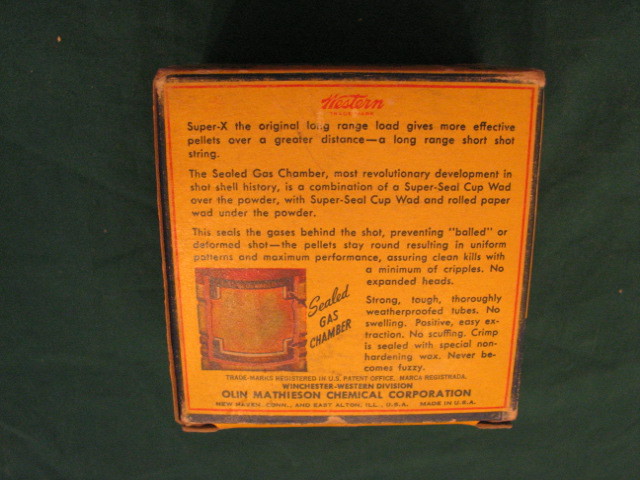 Western
TRADE-MARK
Super-X the original long range load gives more effective
pellets over a greater distance—a long range short shot
string.
The Sealed Gas Chamber, most revolutionary development in
shot shell history, is a combination of a Super-Seal Cup Wad
over the powder, with Super-Seal Cup Wad and rolled paper
wad under the powder.
This seals the gases behind the shot, preventing "balled" or
deformed shot—the pellets stay round resulting in uniform
patterns and maximum performance, assuring clean kills with
a minimum of cripples. No
expanded heads.
Sealed
GAS
CHAMBER
Strong, tough, thoroughly
weatherproofed tubes. No
swelling. Positive, easy ex-
traction. No scuffing. Crimp
is sealed with special non-
hardening wax. Never be-
comes fuzzy.
TRADE-MARKS REGISTERED IN U.S. PATENT OFFICE. MARCA REGISTRADA.
WINCHESTER-WESTERN DIVISION
OLIN MATHIESON CHEMICAL CORPORATION
NEW HAVEN, CONN., AND EAST ALTON, ILL., U.S.A. MADE IN U.S.A.